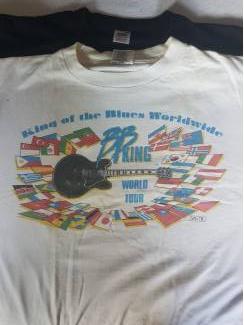 King of the Blues Worldwide
BB
KING
WORLD
TOUR